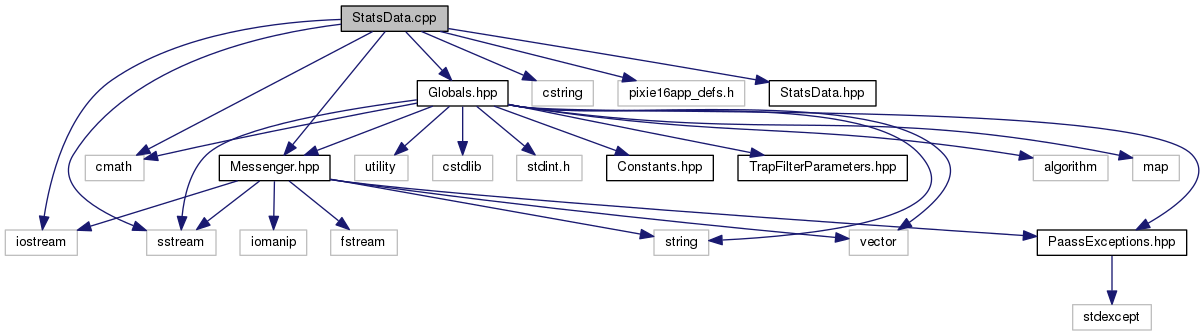 StatsData.cpp
Globals.hpp
cstring
pixie16app_defs.h
StatsData.hpp
cmath
Messenger.hpp
utility
cstdlib
stdint.h
Constants.hpp
TrapFilterParameters.hpp
algorithm
map
iostream
sstream
iomanip
fstream
string
vector
PaassExceptions.hpp
stdexcept